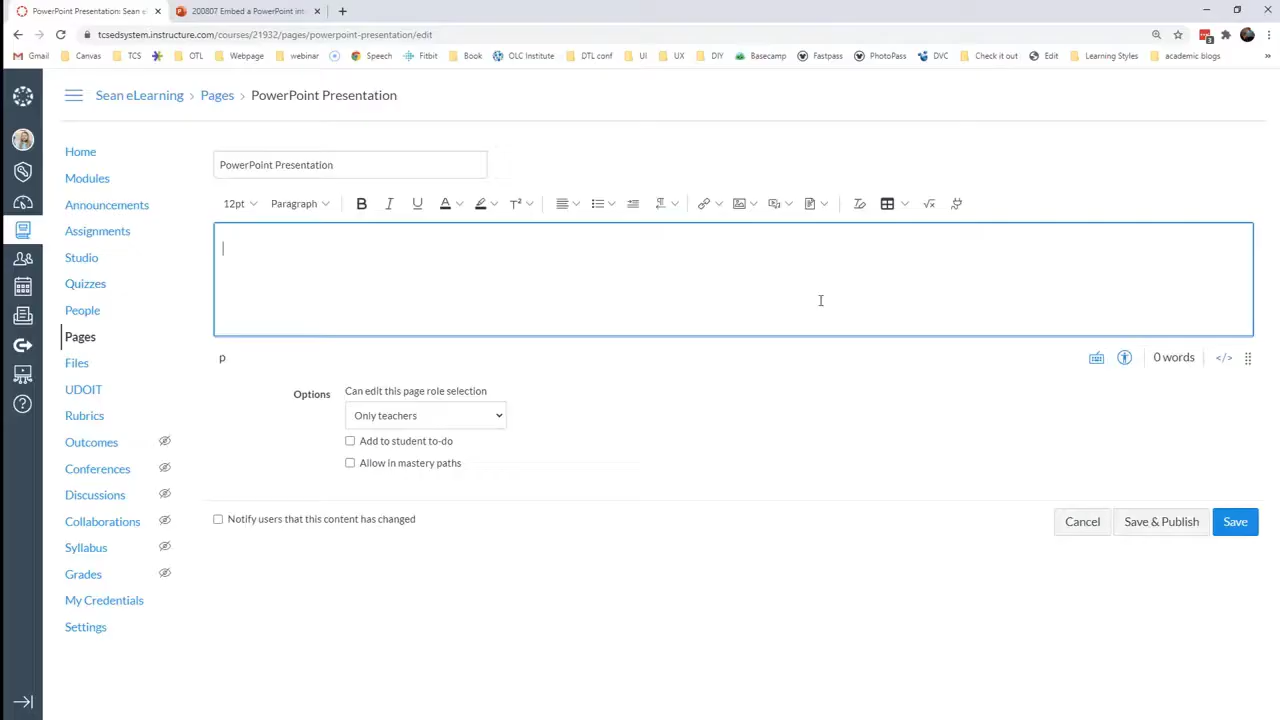 PowerPoint Presentation: Sean e
200807 Embed a PowerPoint int
tcsedsystem.instructure.com/courses/21932/pages/powerpoint-presentation/edit
Gmail Canvas TCS OTL Webpage webinar Speech Fitbit Book OLC Institute DTL conf UI UX DIY Basecamp Fastpass PhotoPass DVC Check it out Edit Learning Styles academic blogs »
Sean eLearning › Pages › PowerPoint Presentation
Home
Modules
Announcements
Assignments
Studio
Quizzes
People
Pages
Files
UDOIT
Rubrics
Outcomes
Conferences
Discussions
Collaborations
Syllabus
Grades
My Credentials
Settings
PowerPoint Presentation
12pt Paragraph B I U A T²
p
0 words </>
Options
Can edit this page role selection
Only teachers
Add to student to-do
Allow in mastery paths
Notify users that this content has changed
Cancel Save & Publish Save